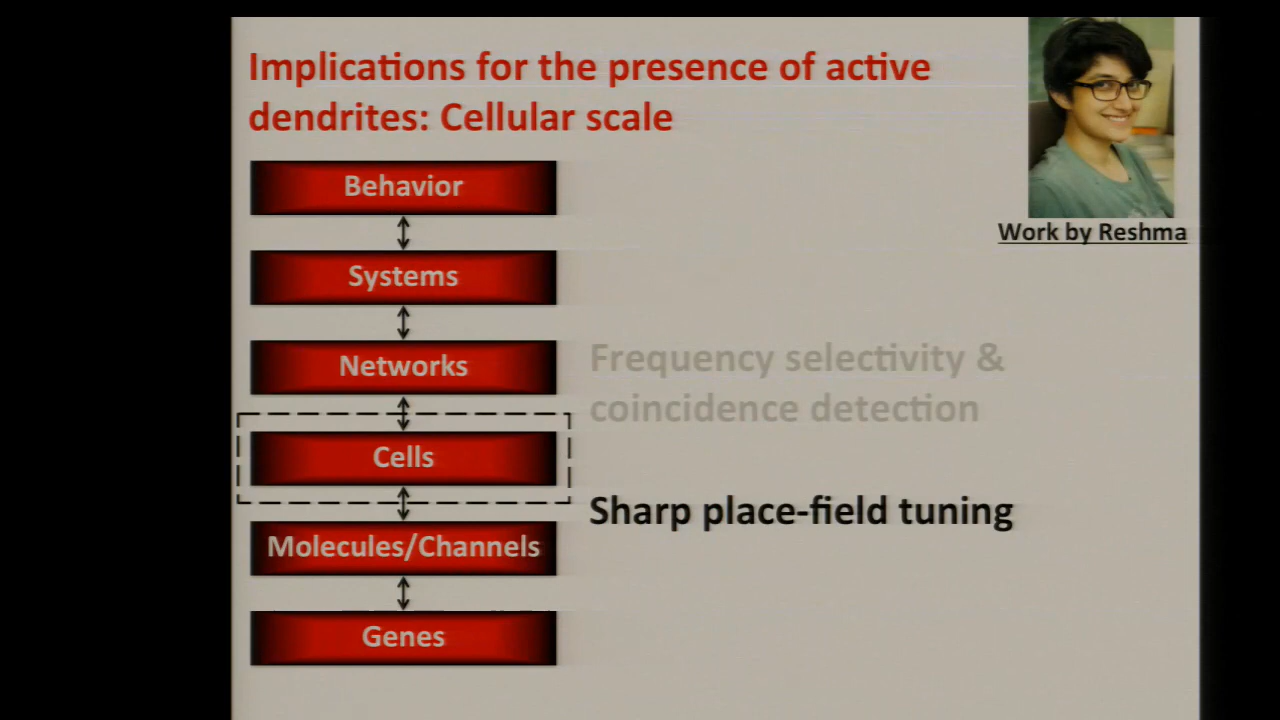 Implications for the presence of active
dendrites: Cellular scale
Work by Reshma
Behavior
Systems
Networks
Frequency selectivity &
coincidence detection
Cells
Sharp place-field tuning
Molecules/Channels
Genes